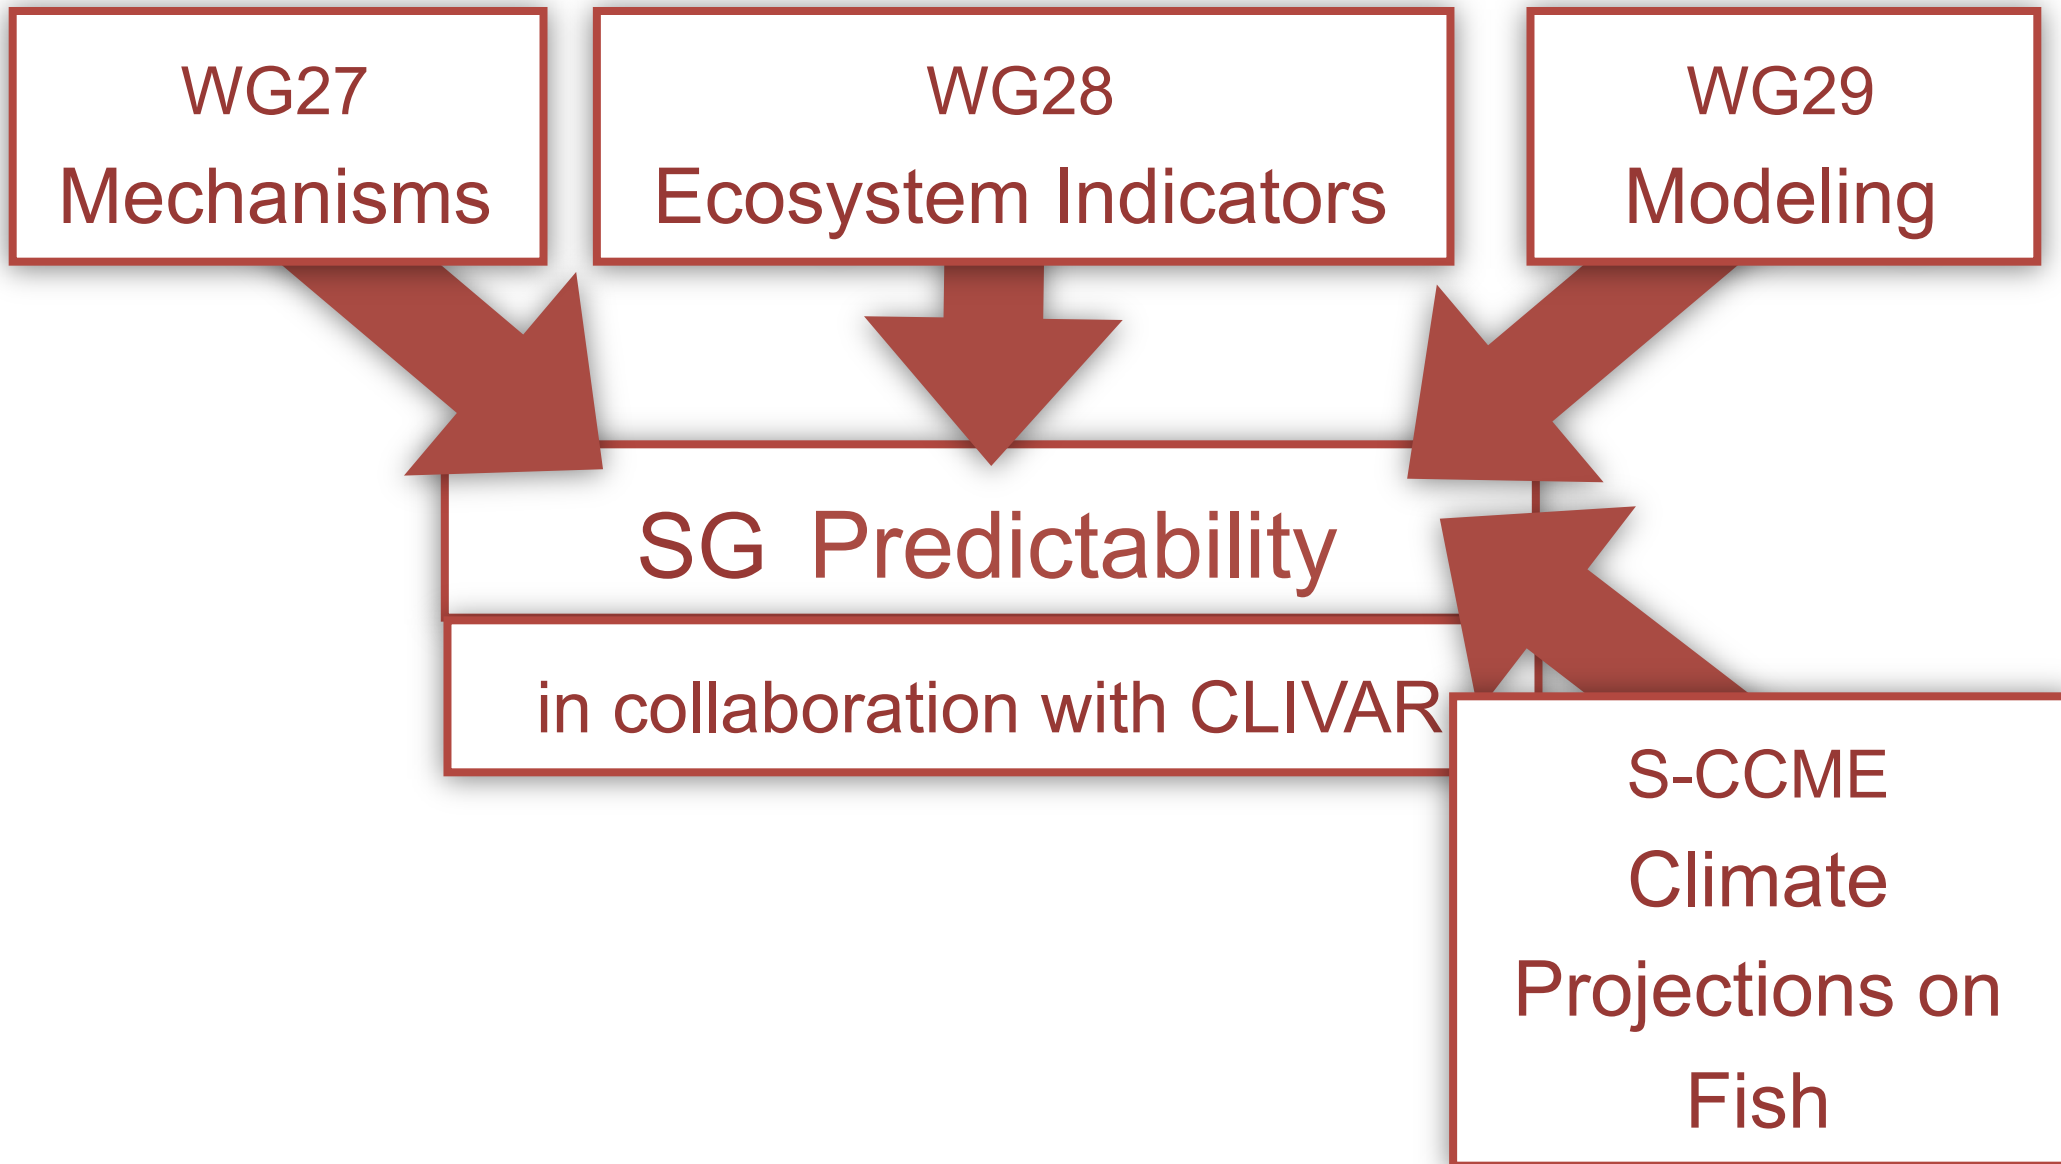 WG27
Mechanisms
WG28
Ecosystem Indicators
WG29
Modeling
SG Predictability
in collaboration with CLIVAR
S-CCME
Climate
Projections on
Fish